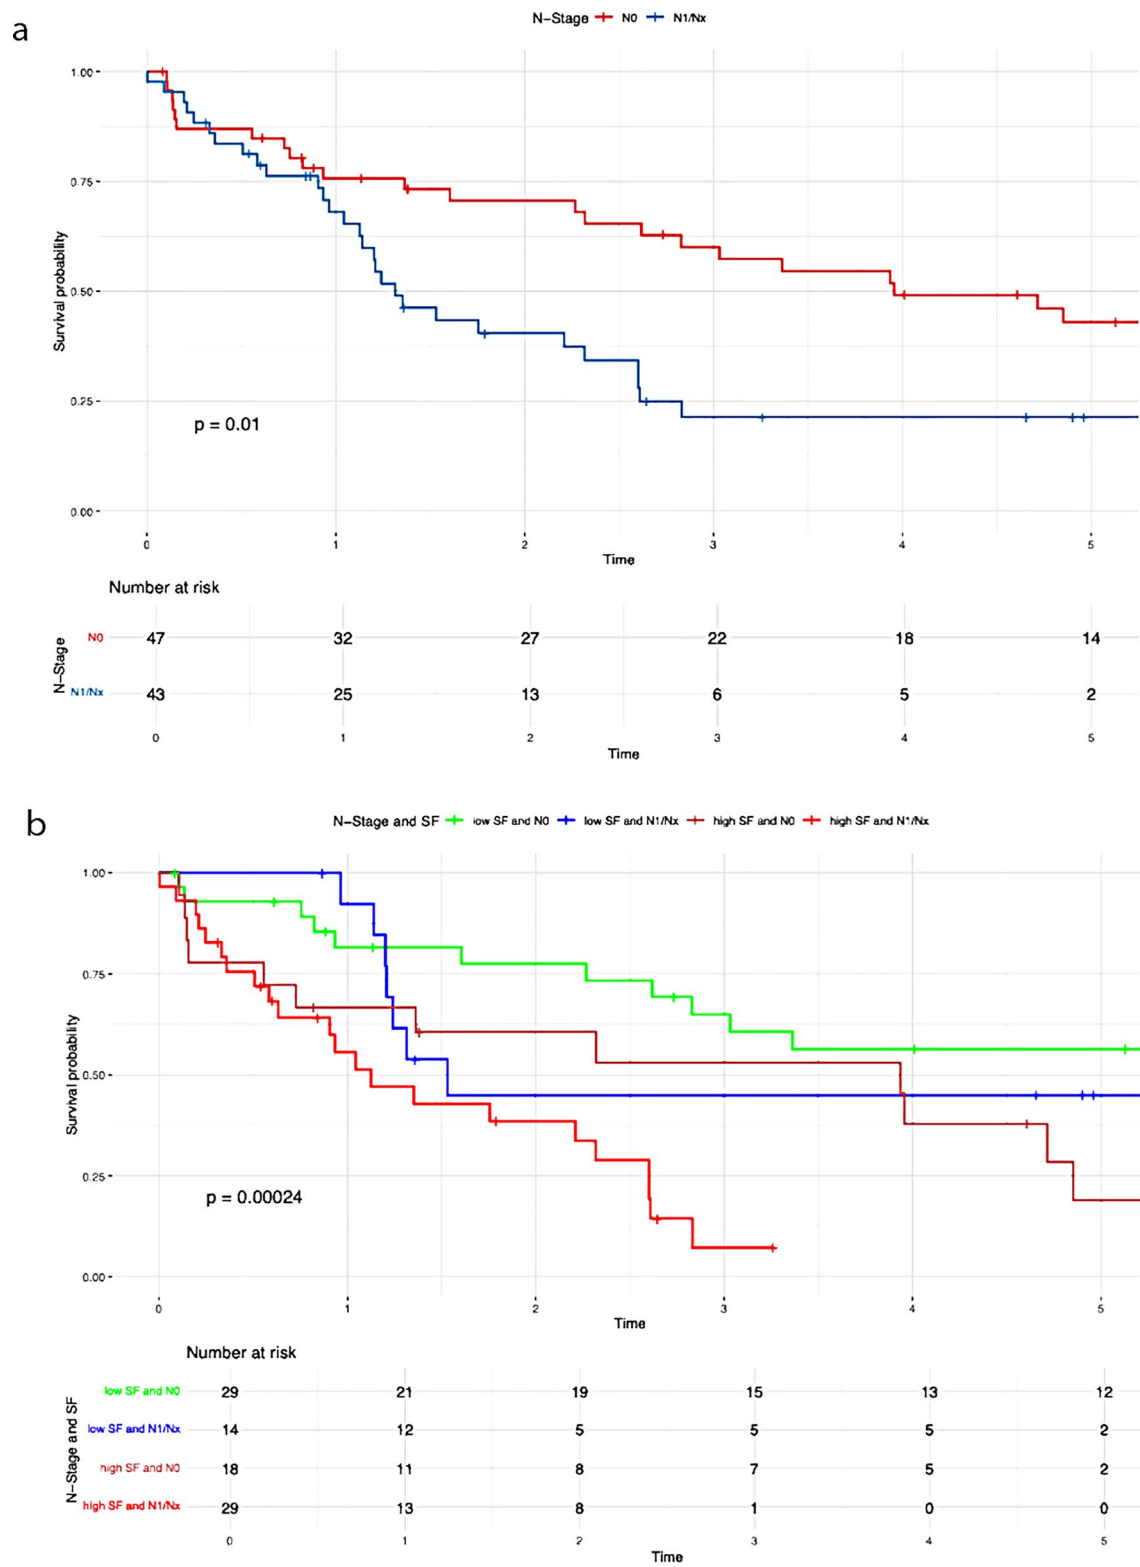 a
N-Stage N0 N1/Nx
1.00
0.75
0.50
0.25
0.00
Survival probability
p = 0.01
0 1 2 3 4 5
Time
Number at risk
N-Stage
N0 47 32 27 22 18 14
N1/Nx 43 25 13 6 5 2
0 1 2 3 4 5
Time
b
N-Stage and SF low SF and N0 low SF and N1/Nx high SF and N0 high SF and N1/Nx
1.00
0.75
0.50
0.25
0.00
Survival probability
p = 0.00024
0 1 2 3 4 5
Time
Number at risk
N-Stage and SF
low SF and N0 29 21 19 15 13 12
low SF and N1/Nx 14 12 5 5 5 2
high SF and N0 18 11 8 7 5 2
high SF and N1/Nx 29 13 8 1 0 0
0 1 2 3 4 5
Time